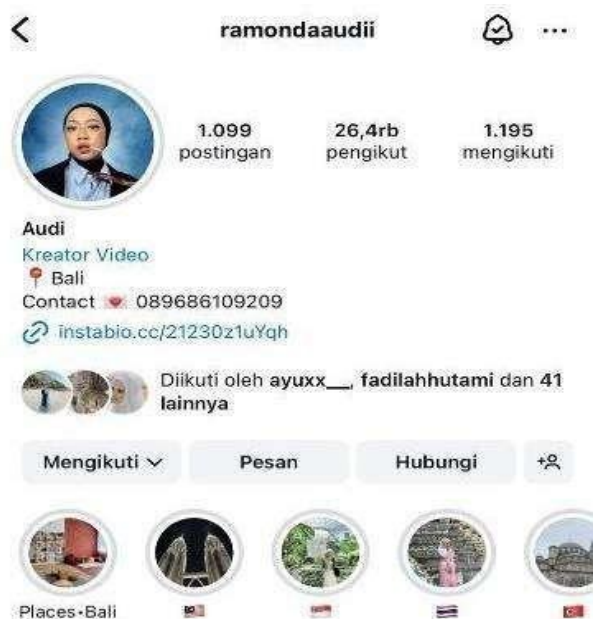 ramondaaudii
1.099 26,4rb 1.195
postingan pengikut mengikuti
Audi
Kreator Video
📍 Bali
Contact 💌 089686109209
instabio.cc/21230z1uYqh
Diikuti oleh ayuxx__, fadilahhutami dan 41
lainnya
Mengikuti Pesan Hubungi
Places•Bali 🇲🇾 🇮🇩 🇹🇭 🇹🇷